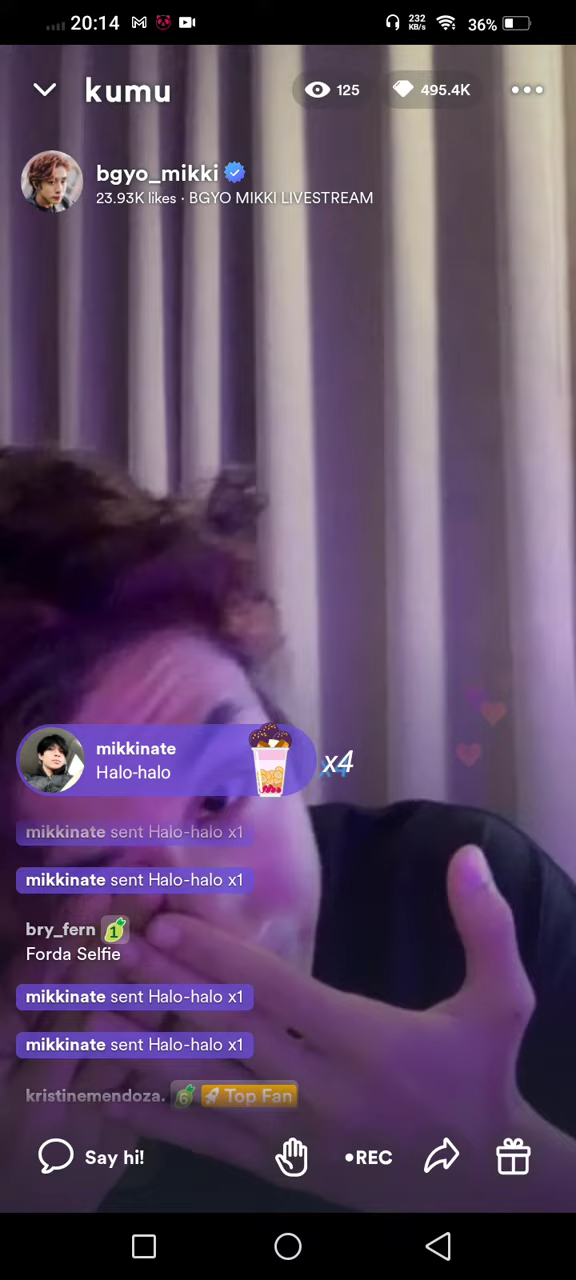 20:14 232 KB/s 36%
kumu 125 495.4K
bgyo_mikki
23.93K likes · BGYO MIKKI LIVESTREAM
mikkinate
Halo-halo x4
mikkinate sent Halo-halo x1
mikkinate sent Halo-halo x1
bry_fern 1
Forda Selfie
mikkinate sent Halo-halo x1
mikkinate sent Halo-halo x1
kristinemendoza. 6 Top Fan
Say hi! •REC